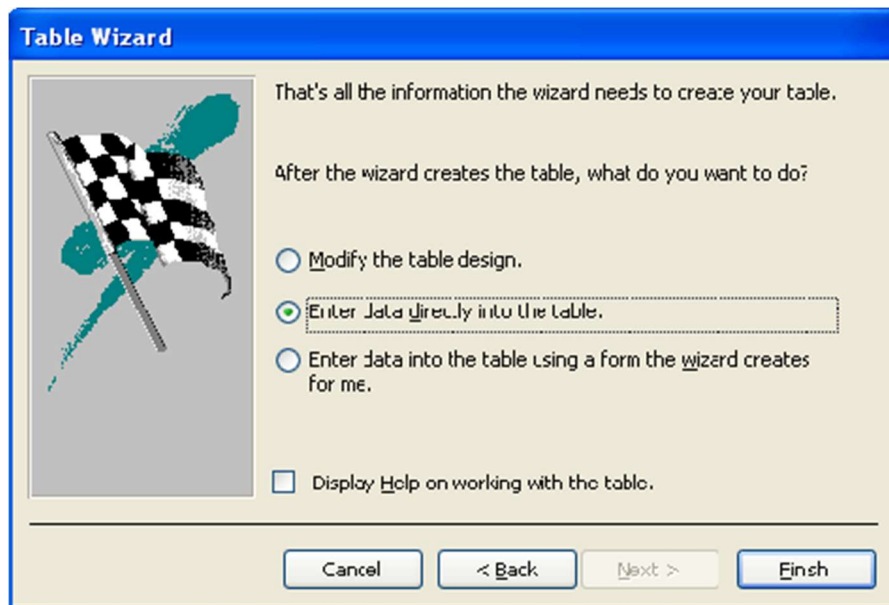 Table Wizard
That's all the information the wizard needs to create your table.
After the wizard creates the table, what do you want to do?
Modify the table design.
Enter data directly into the table.
Enter data into the table using a form the wizard creates
for me.
Display Help on working with the table.
Cancel
< Back
Next >
Finish